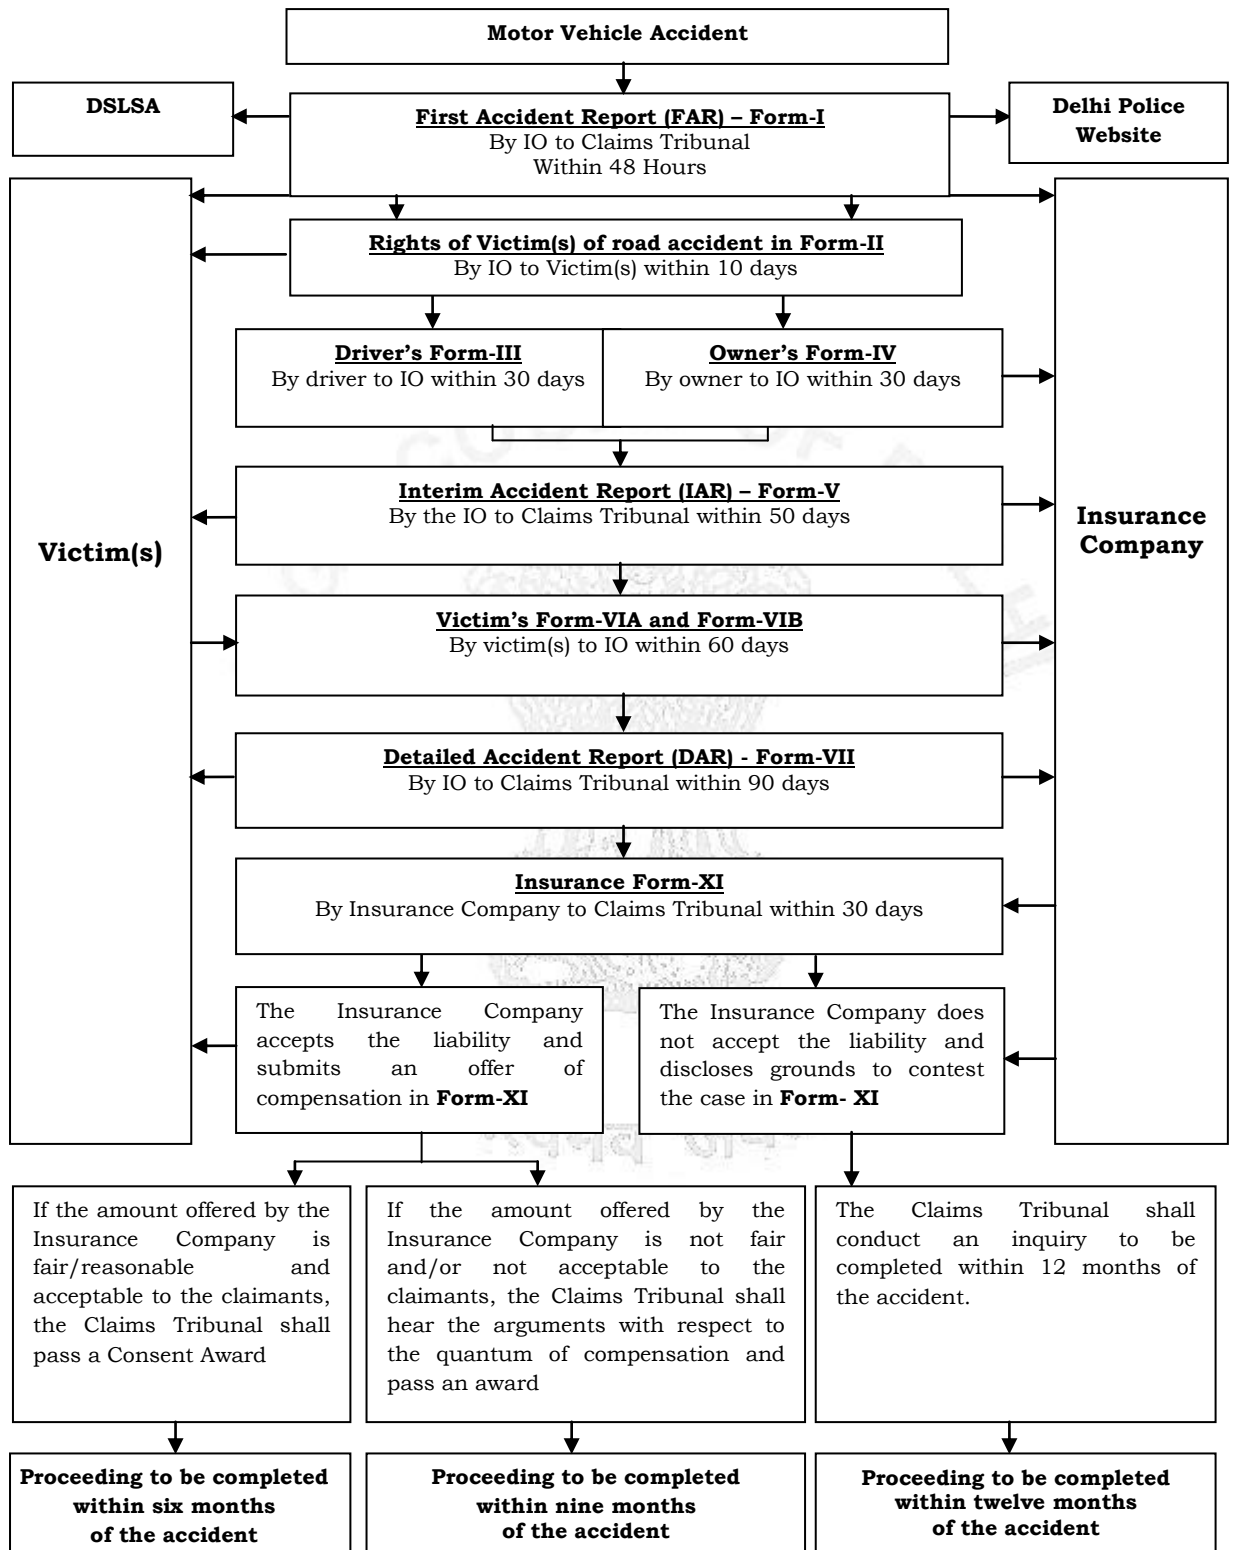 Motor Vehicle Accident
DSLSA
First Accident Report (FAR) – Form-I
By IO to Claims Tribunal
Within 48 Hours
Delhi Police
Website
Rights of Victim(s) of road accident in Form-II
By IO to Victim(s) within 10 days
Driver's Form-III
By driver to IO within 30 days
Owner's Form-IV
By owner to IO within 30 days
Interim Accident Report (IAR) – Form-V
By the IO to Claims Tribunal within 50 days
Victim(s)
Insurance
Company
Victim's Form-VIA and Form-VIB
By victim(s) to IO within 60 days
Detailed Accident Report (DAR) - Form-VII
By IO to Claims Tribunal within 90 days
Insurance Form-XI
By Insurance Company to Claims Tribunal within 30 days
The Insurance Company
accepts the liability and
submits an offer of
compensation in Form-XI
The Insurance Company does
not accept the liability and
discloses grounds to contest
the case in Form- XI
If the amount offered by the
Insurance Company is
fair/reasonable and
acceptable to the claimants,
the Claims Tribunal shall
pass a Consent Award
If the amount offered by the
Insurance Company is not fair
and/or not acceptable to the
claimants, the Claims Tribunal shall
hear the arguments with respect to
the quantum of compensation and
pass an award
The Claims Tribunal shall
conduct an inquiry to be
completed within 12 months of
the accident.
Proceeding to be completed
within six months
of the accident
Proceeding to be completed
within nine months
of the accident
Proceeding to be completed
within twelve months
of the accident